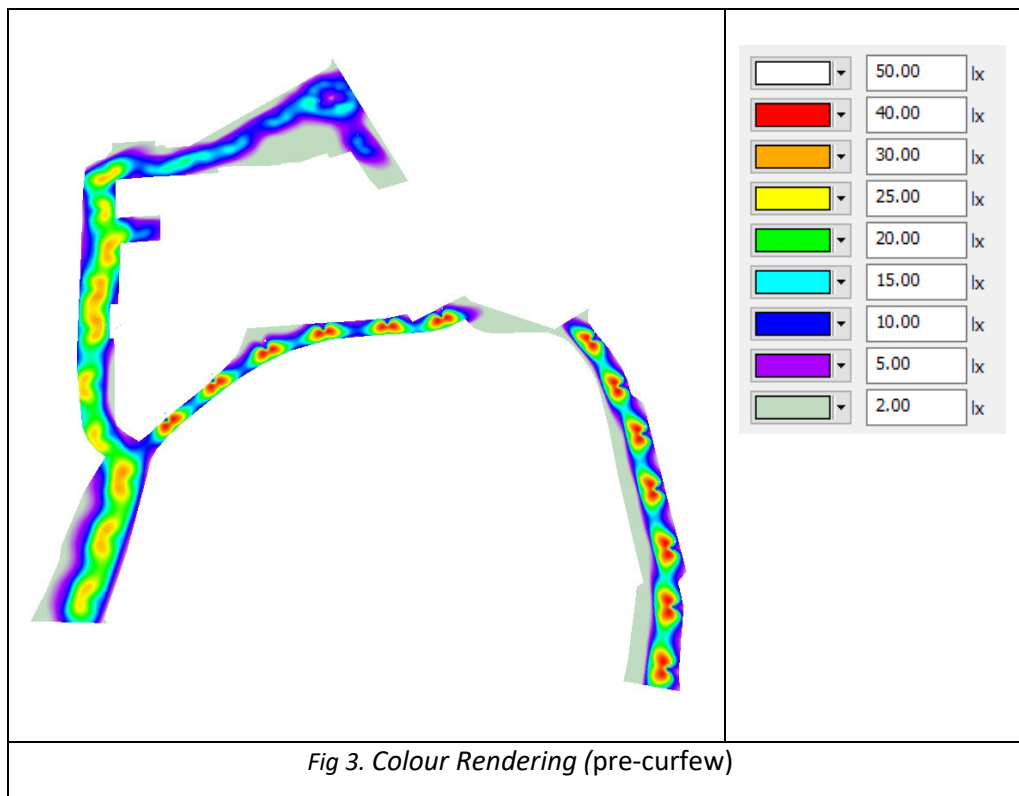 50.00 lx
40.00 lx
30.00 lx
25.00 lx
20.00 lx
15.00 lx
10.00 lx
5.00 lx
2.00 lx
Fig 3. Colour Rendering (pre-curfew)